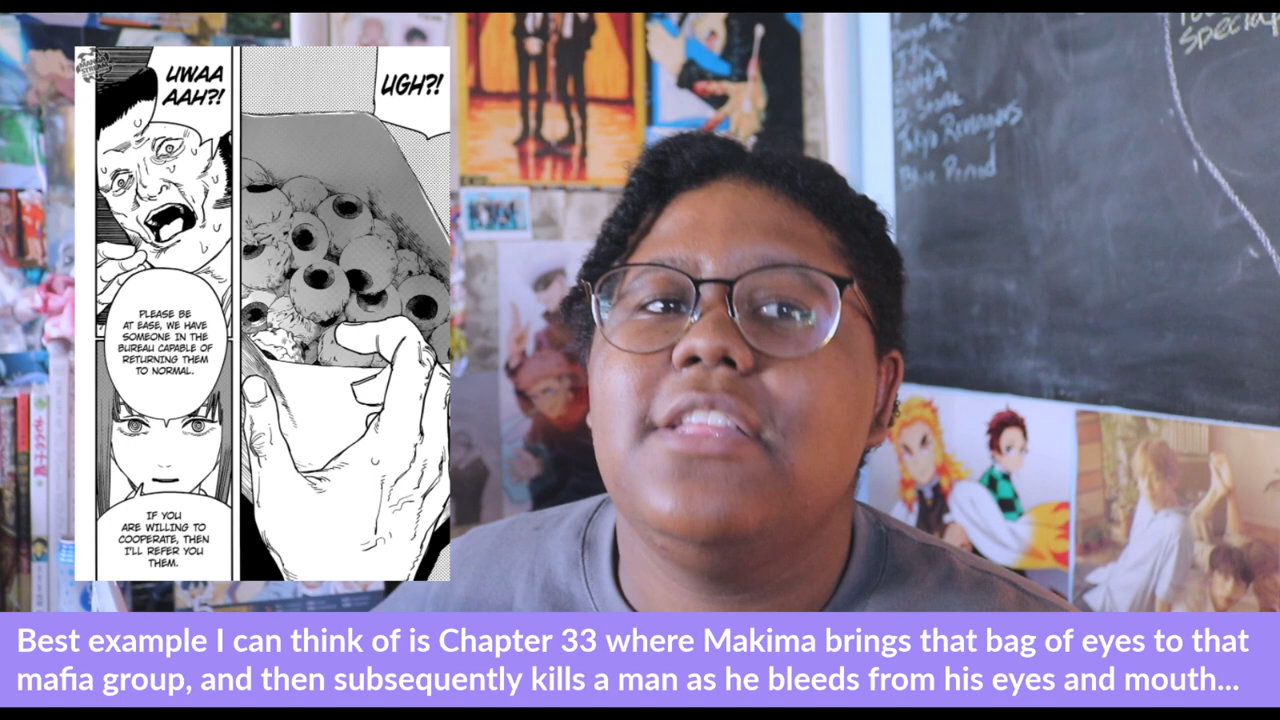 UWAA
AAH?!
UGH?!
PLEASE BE
AT EASE, WE HAVE
SOMEONE IN THE
BUREAU CAPABLE OF
RETURNING THEM
TO NORMAL.
IF YOU
ARE WILLING TO
COOPERATE, THEN
I'LL REFER YOU
THEM.
JJK
Tokyo Revengers
Blue Period
Best example I can think of is Chapter 33 where Makima brings that bag of eyes to that
mafia group, and then subsequently kills a man as he bleeds from his eyes and mouth...